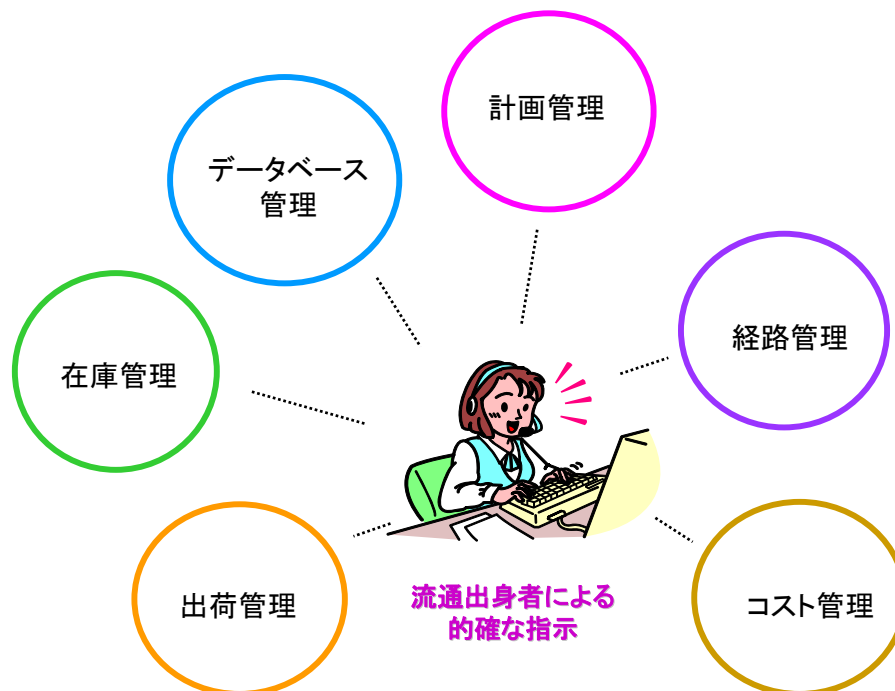 計画管理
データベース
管理
経路管理
在庫管理
出荷管理
流通出身者による
的確な指示
コスト管理